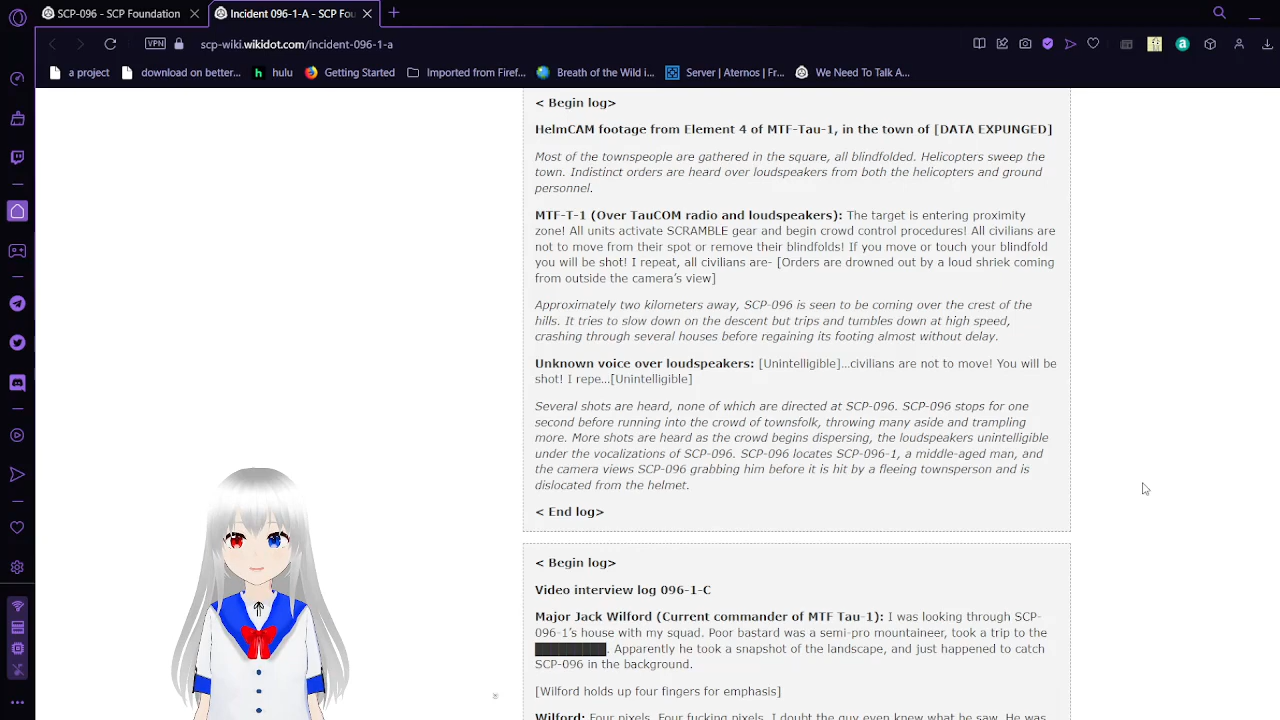 SCP-096 - SCP Foundation
Incident 096-1-A - SCP Fou
VPN
scp-wiki.wikidot.com/incident-096-1-a
a project
download on better...
h
hulu
Getting Started
Imported from Firef...
Breath of the Wild i...
Server | Aternos | Fr...
We Need To Talk A...
< Begin log>
HelmCAM footage from Element 4 of MTF-Tau-1, in the town of [DATA EXPUNGED]
Most of the townspeople are gathered in the square, all blindfolded. Helicopters sweep the
town. Indistinct orders are heard over loudspeakers from both the helicopters and ground
personnel.
MTF-T-1 (Over TauCOM radio and loudspeakers): The target is entering proximity
zone! All units activate SCRAMBLE gear and begin crowd control procedures! All civilians are
not to move from their spot or remove their blindfolds! If you move or touch your blindfold
you will be shot! I repeat, all civilians are- [Orders are drowned out by a loud shriek coming
from outside the camera's view]
Approximately two kilometers away, SCP-096 is seen to be coming over the crest of the
hills. It tries to slow down on the descent but trips and tumbles down at high speed,
crashing through several houses before regaining its footing almost without delay.
Unknown voice over loudspeakers: [Unintelligible]...civilians are not to move! You will be
shot! I repe...[Unintelligible]
Several shots are heard, none of which are directed at SCP-096. SCP-096 stops for one
second before running into the crowd of townsfolk, throwing many aside and trampling
more. More shots are heard as the crowd begins dispersing, the loudspeakers unintelligible
under the vocalizations of SCP-096. SCP-096 locates SCP-096-1, a middle-aged man, and
the camera views SCP-096 grabbing him before it is hit by a fleeing townsperson and is
dislocated from the helmet.
< End log>
< Begin log>
Video interview log 096-1-C
Major Jack Wilford (Current commander of MTF Tau-1): I was looking through SCP-
096-1's house with my squad. Poor bastard was a semi-pro mountaineer, took a trip to the
████████. Apparently he took a snapshot of the landscape, and just happened to catch
SCP-096 in the background.
[Wilford holds up four fingers for emphasis]
Wilford: Four pixels. Four fucking pixels. I doubt the guy even knew what he saw. He was